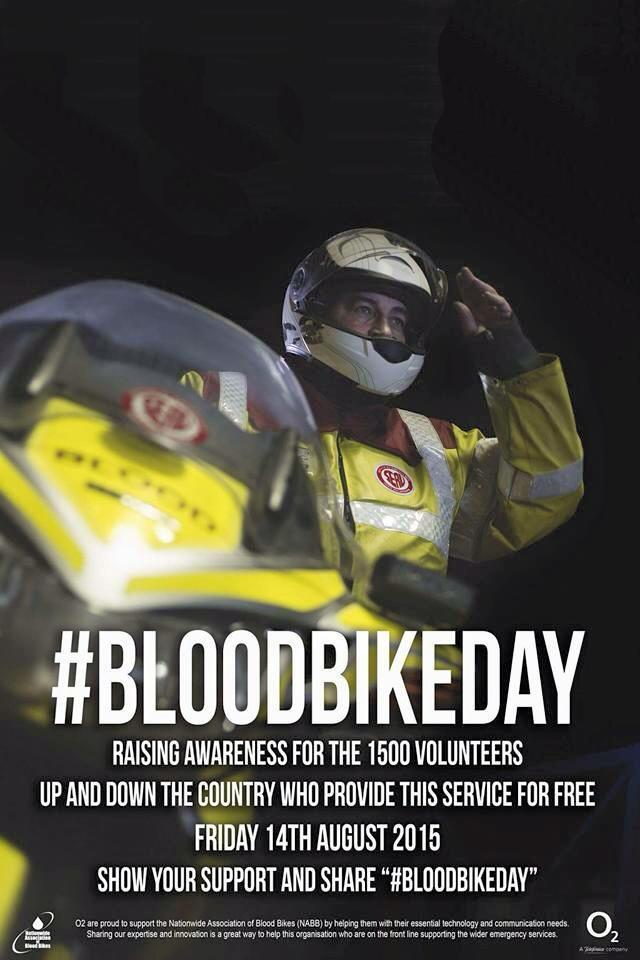 SERV
BLOOD
SERV
#BLOODBIKEDAY
RAISING AWARENESS FOR THE 1500 VOLUNTEERS
UP AND DOWN THE COUNTRY WHO PROVIDE THIS SERVICE FOR FREE
FRIDAY 14TH AUGUST 2015
SHOW YOUR SUPPORT AND SHARE “#BLOODBIKEDAY”
Nationwide
Association
of
Blood Bikes
O2 are proud to support the Nationwide Association of Blood Bikes (NABB) by helping them with their essential technology and communication needs.
Sharing our expertise and innovation is a great way to help this organisation who are on the front line supporting the wider emergency services.
O2
A Telefónica company